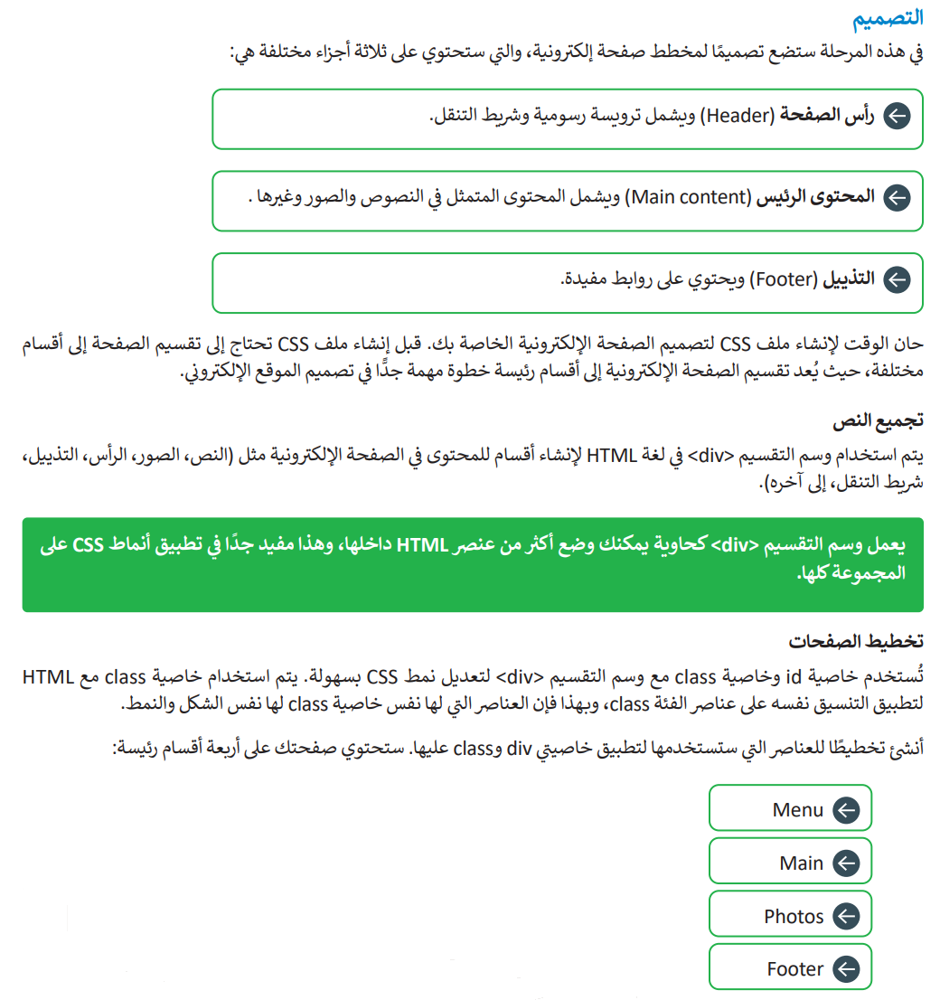 التصميم
في هذه المرحلة ستضع تصميمًا لمخطط صفحة إلكترونية، والتي ستحتوي على ثلاثة أجزاء مختلفة هي:
رأس الصفحة (Header) ويشمل ترويسة رسومية وشريط التنقل.
المحتوى الرئيس (Main content) ويشمل المحتوى المتمثل في النصوص والصور وغيرها .
التذييل (Footer) ويحتوي على روابط مفيدة.
حان الوقت لإنشاء ملف CSS لتصميم الصفحة الإلكترونية الخاصة بك. قبل إنشاء ملف CSS تحتاج إلى تقسيم الصفحة إلى أقسام
مختلفة، حيث يُعد تقسيم الصفحة الإلكترونية إلى أقسام رئيسة خطوة مهمة جدًّا في تصميم الموقع الإلكتروني.
تجميع النص
يتم استخدام وسم التقسيم <div> في لغة HTML لإنشاء أقسام للمحتوى في الصفحة الإلكترونية مثل (النص، الصور، الرأس، التذييل،
شريط التنقل، إلى آخره).
يعمل وسم التقسيم <div> كحاوية يمكنك وضع أكثر من عنصر HTML داخلها، وهذا مفيد جدًا في تطبيق أنماط CSS على
المجموعة كلها.
تخطيط الصفحات
تُستخدم خاصية id وخاصية class مع وسم التقسيم <div> لتعديل نمط CSS بسهولة. يتم استخدام خاصية class مع HTML
لتطبيق التنسيق نفسه على عناصر الفئة class، وبهذا فإن العناصر التي لها نفس خاصية class لها نفس الشكل والنمط.
أنشئ تخطيطًا للعناصر التي ستستخدمها لتطبيق خاصيتي div وclass عليها. ستحتوي صفحتك على أربعة أقسام رئيسة:
Menu
Main
Photos
Footer